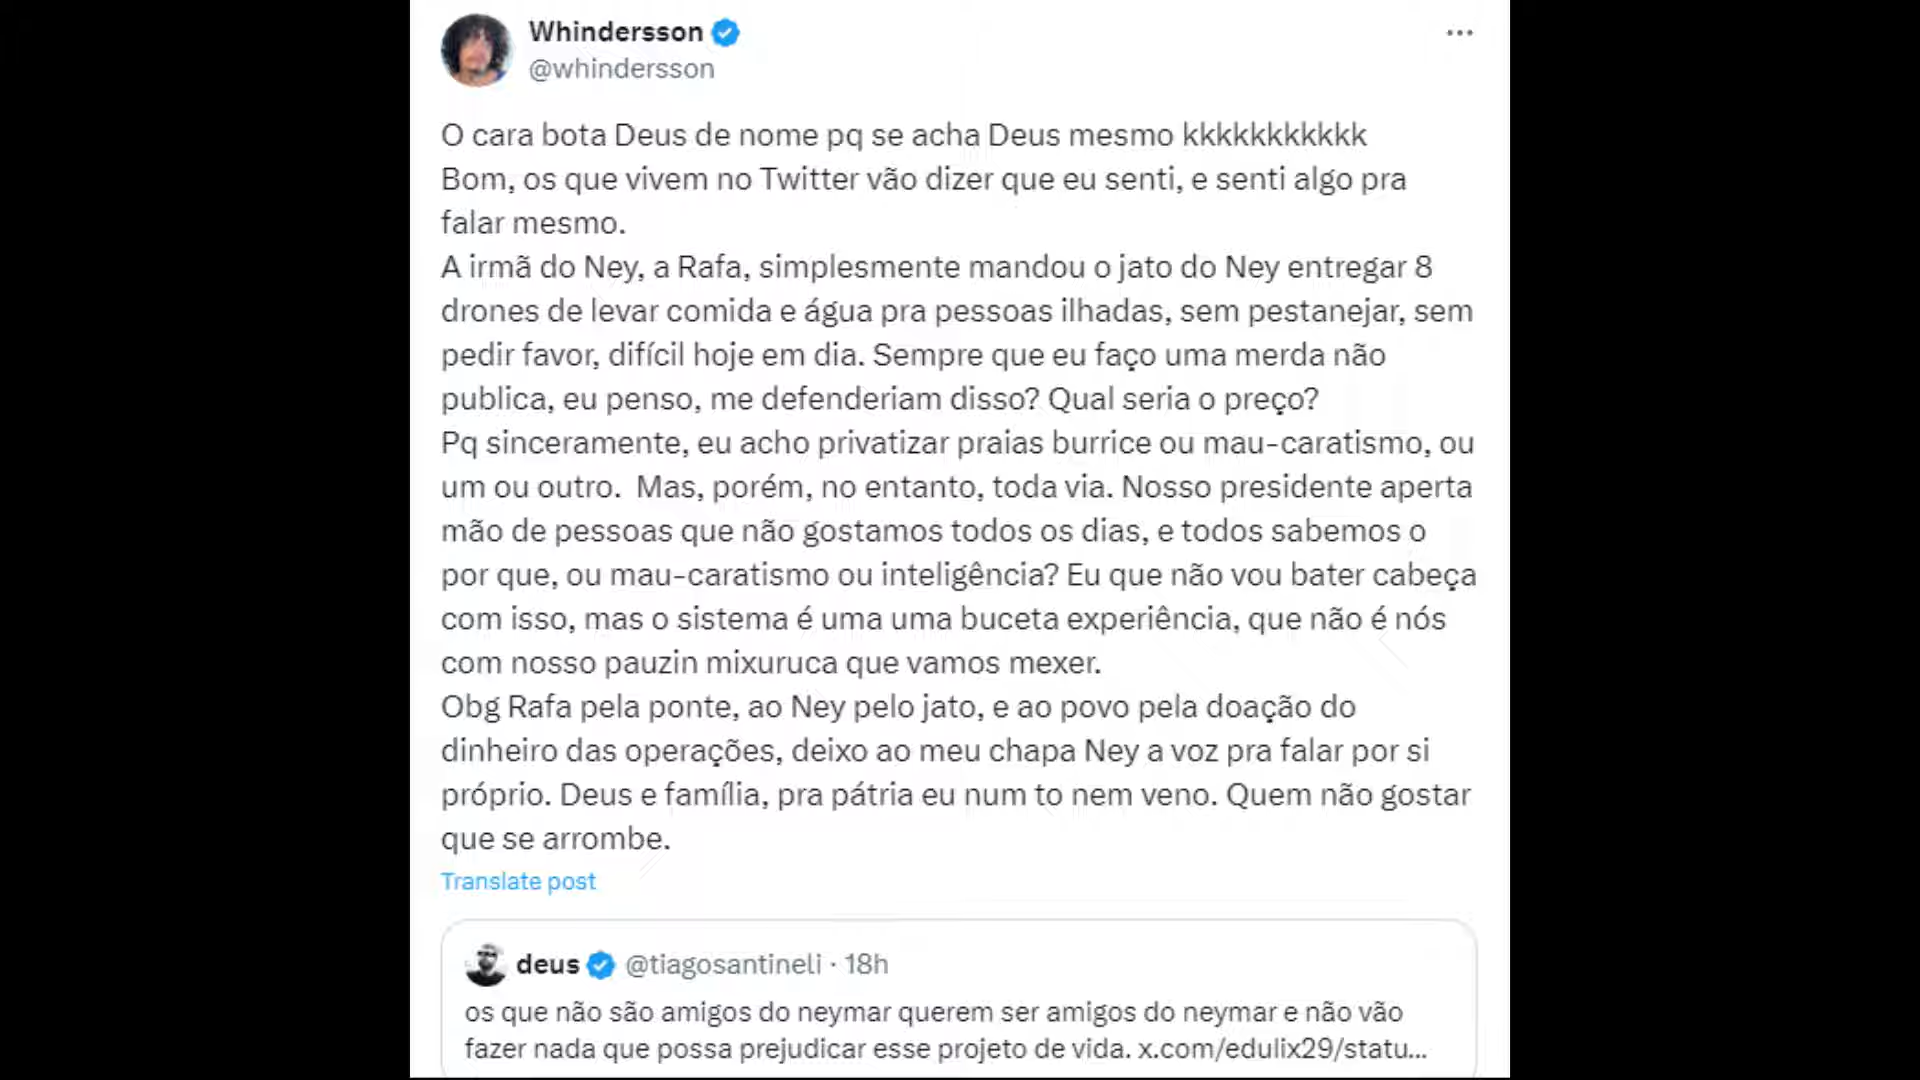 Whindersson
@whindersson
O cara bota Deus de nome pq se acha Deus mesmo kkkkkkkkkkk
Bom, os que vivem no Twitter vão dizer que eu senti, e senti algo pra
falar mesmo.
A irmã do Ney, a Rafa, simplesmente mandou o jato do Ney entregar 8
drones de levar comida e água pra pessoas ilhadas, sem pestanejar, sem
pedir favor, difícil hoje em dia. Sempre que eu faço uma merda não
publica, eu penso, me defenderiam disso? Qual seria o preço?
Pq sinceramente, eu acho privatizar praias burrice ou mau-caratismo, ou
um ou outro.  Mas, porém, no entanto, toda via. Nosso presidente aperta
mão de pessoas que não gostamos todos os dias, e todos sabemos o
por que, ou mau-caratismo ou inteligência? Eu que não vou bater cabeça
com isso, mas o sistema é uma uma buceta experiência, que não é nós
com nosso pauzin mixuruca que vamos mexer.
Obg Rafa pela ponte, ao Ney pelo jato, e ao povo pela doação do
dinheiro das operações, deixo ao meu chapa Ney a voz pra falar por si
próprio. Deus e família, pra pátria eu num to nem veno. Quem não gostar
que se arrombe.
Translate post
deus @tiagosantineli · 18h
os que não são amigos do neymar querem ser amigos do neymar e não vão
fazer nada que possa prejudicar esse projeto de vida. x.com/edulix29/statu...